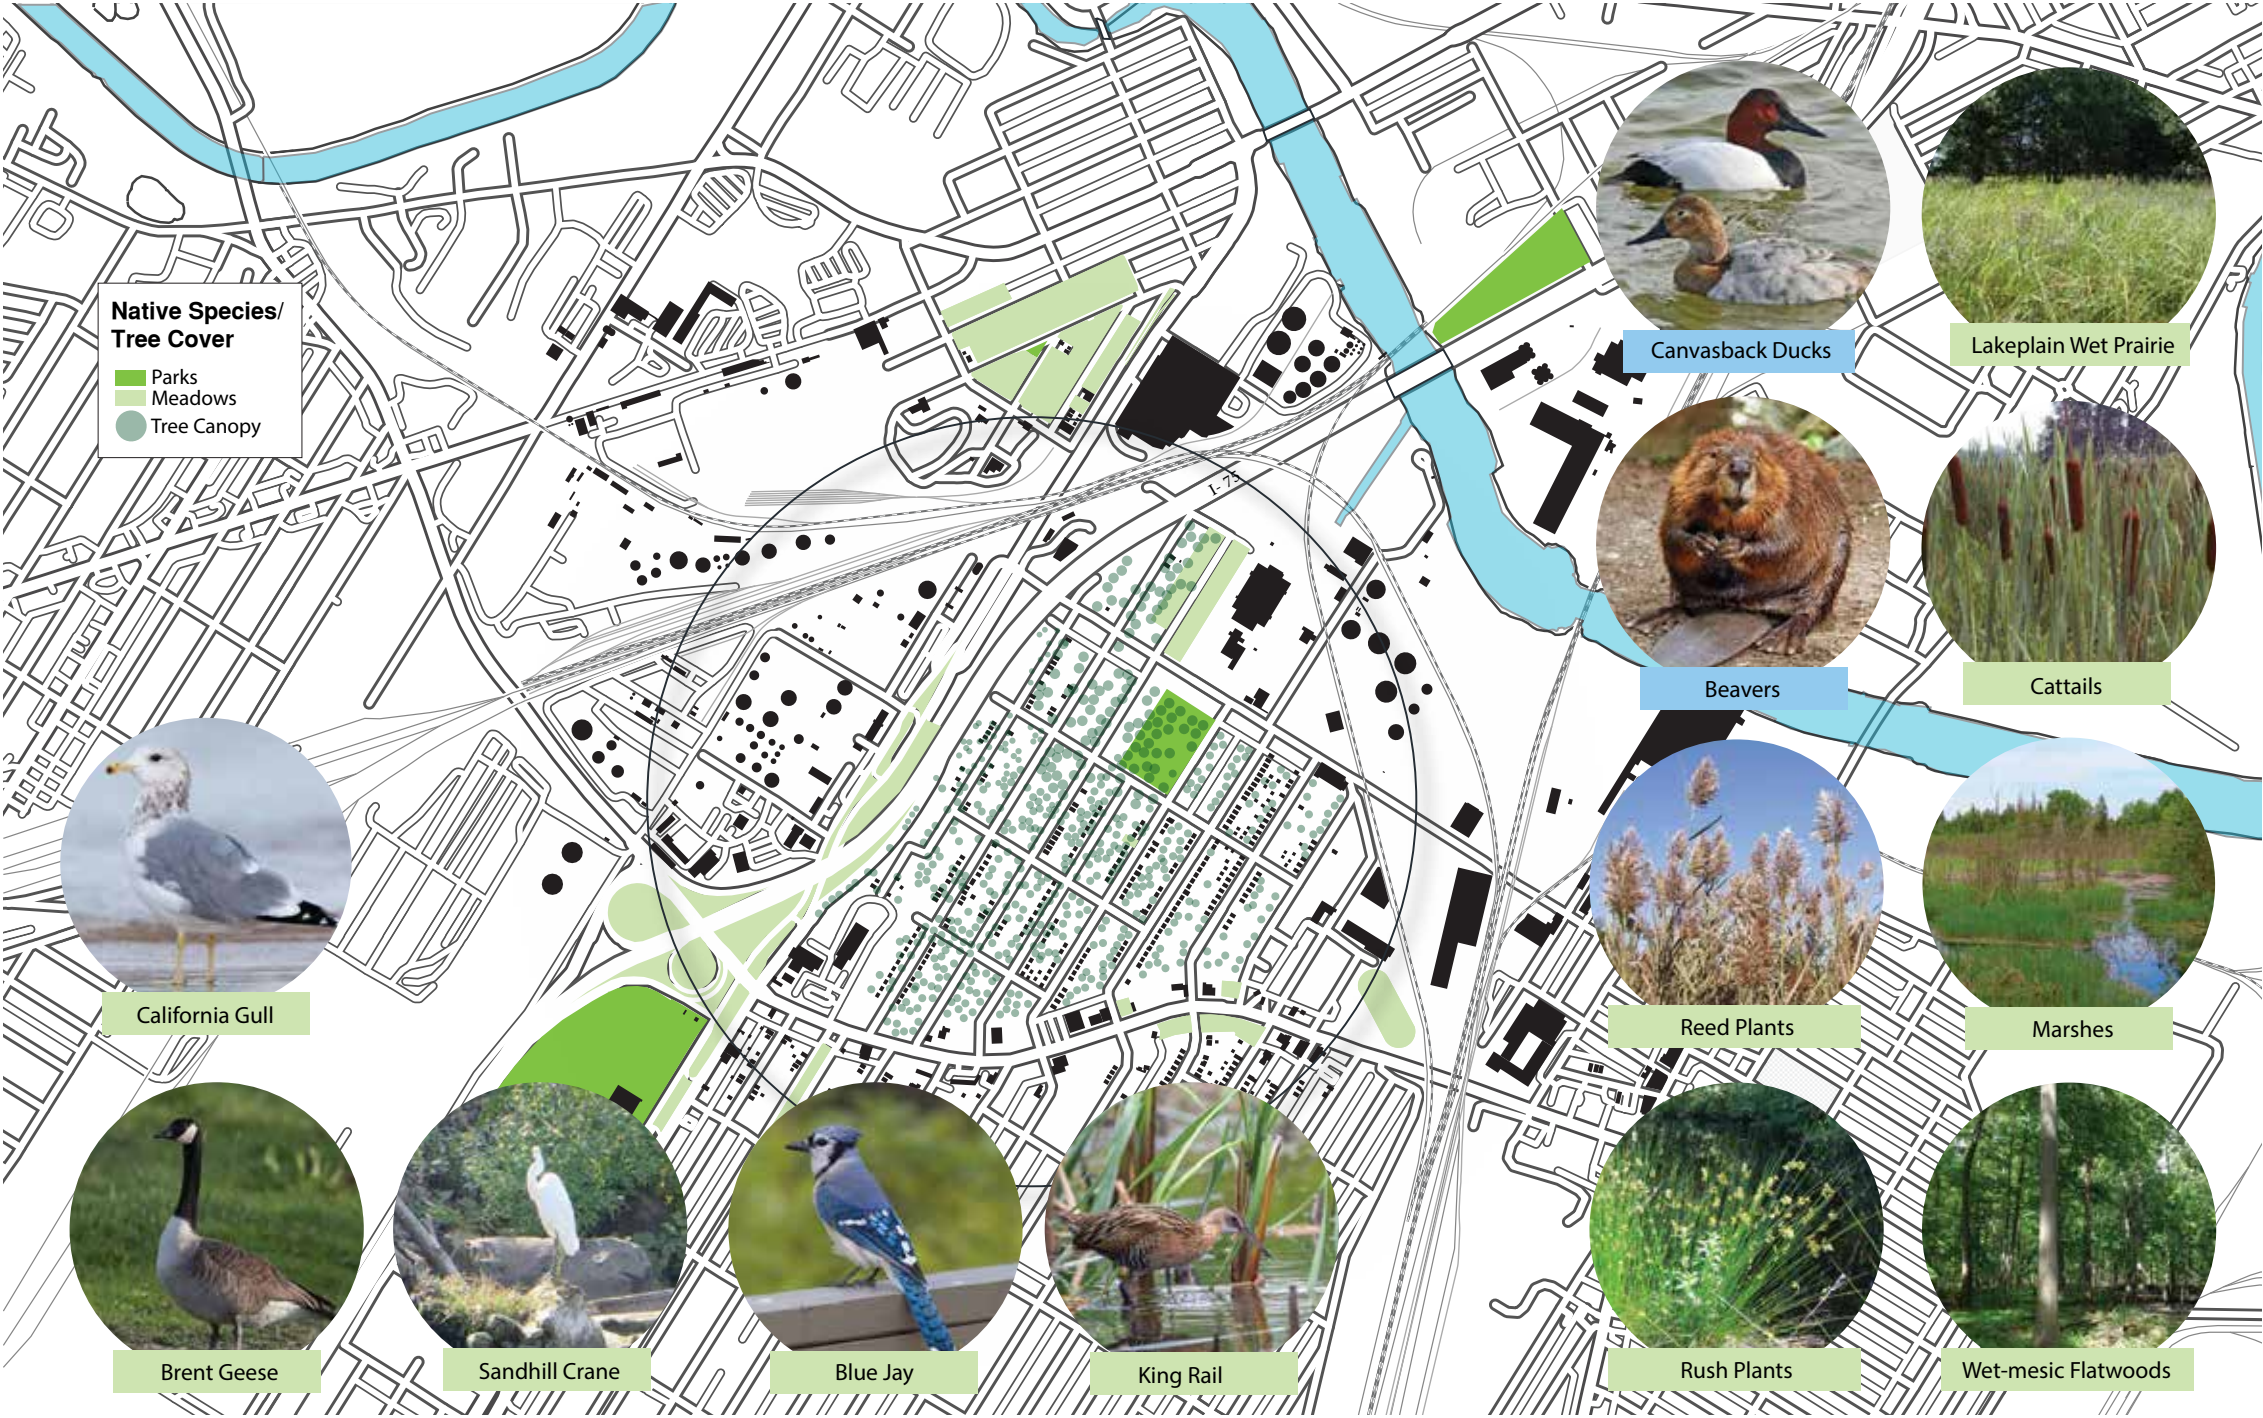 Native Species/
Tree Cover
Parks
Meadows
Tree Canopy
I-75
Canvasback Ducks
Lakeplain Wet Prairie
Beavers
Cattails
California Gull
Reed Plants
Marshes
Brent Geese
Sandhill Crane
Blue Jay
King Rail
Rush Plants
Wet-mesic Flatwoods